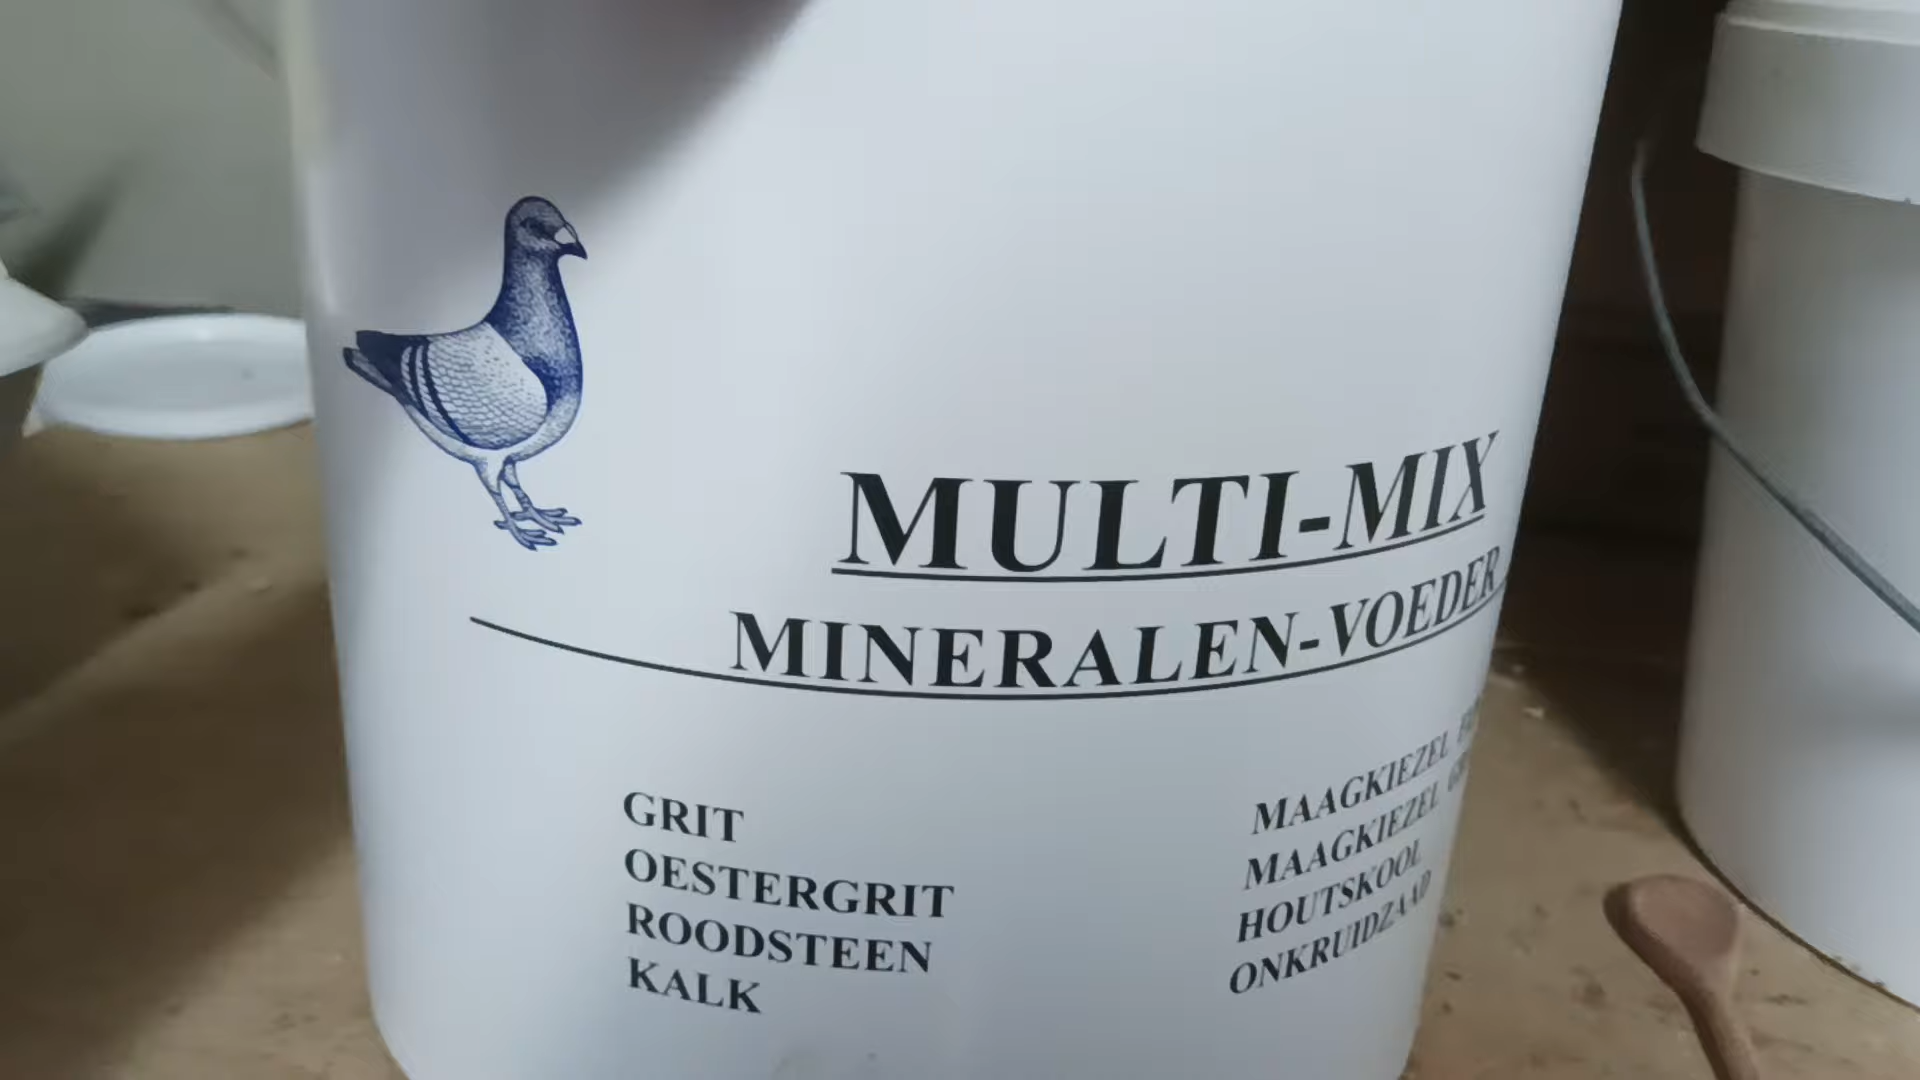 MULTI-MIX
MINERALEN-VOEDER
GRIT
OESTERGRIT
ROODSTEEN
KALK
MAAGKIEZEL
MAAGKIEZEL
HOUTSKOOL
ONKRUIDZAAD